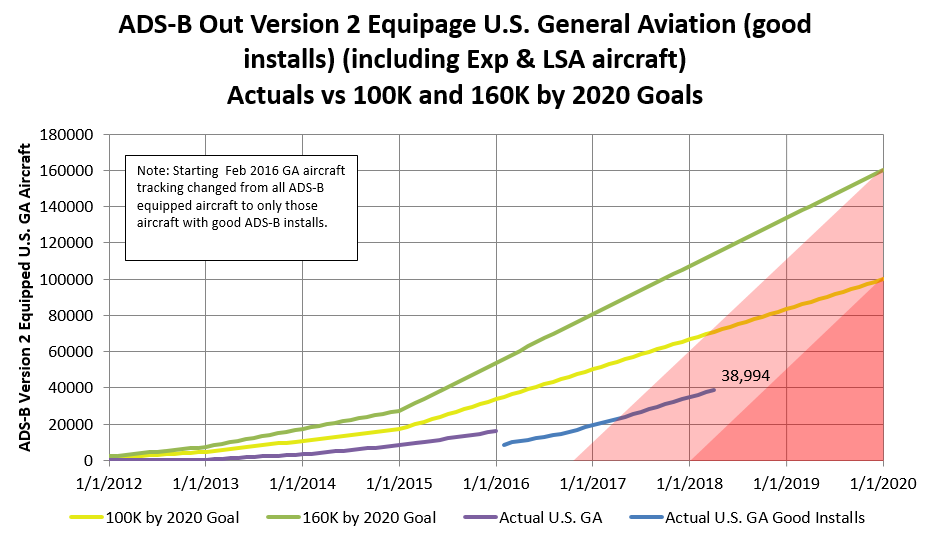 ADS-B Out Version 2 Equipage U.S. General Aviation (good
installs) (including Exp & LSA aircraft)
Actuals vs 100K and 160K by 2020 Goals
ADS-B Version 2 Equipped U.S. GA Aircraft
180000
160000
140000
120000
100000
80000
60000
40000
20000
0
Note: Starting Feb 2016 GA aircraft
tracking changed from all ADS-B
equipped aircraft to only those
aircraft with good ADS-B installs.
38,994
1/1/2012 1/1/2013 1/1/2014 1/1/2015 1/1/2016 1/1/2017 1/1/2018 1/1/2019 1/1/2020
100K by 2020 Goal 160K by 2020 Goal Actual U.S. GA Actual U.S. GA Good Installs